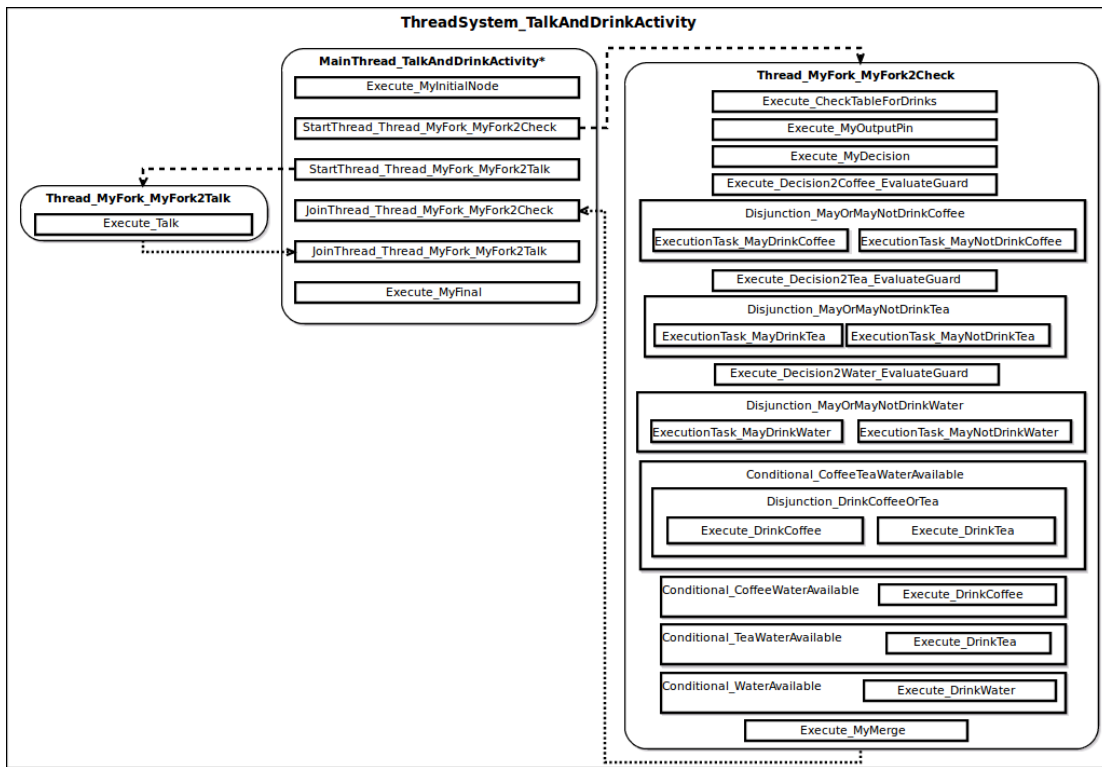 ThreadSystem_TalkAndDrinkActivity
MainThread_TalkAndDrinkActivity*
Execute_MyInitialNode
StartThread_Thread_MyFork_MyFork2Check
StartThread_Thread_MyFork_MyFork2Talk
JoinThread_Thread_MyFork_MyFork2Check
JoinThread_Thread_MyFork_MyFork2Talk
Execute_MyFinal
Thread_MyFork_MyFork2Talk
Execute_Talk
Thread_MyFork_MyFork2Check
Execute_CheckTableForDrinks
Execute_MyOutputPin
Execute_MyDecision
Execute_Decision2Coffee_EvaluateGuard
Disjunction_MayOrMayNotDrinkCoffee
ExecutionTask_MayDrinkCoffee ExecutionTask_MayNotDrinkCoffee
Execute_Decision2Tea_EvaluateGuard
Disjunction_MayOrMayNotDrinkTea
ExecutionTask_MayDrinkTea ExecutionTask_MayNotDrinkTea
Execute_Decision2Water_EvaluateGuard
Disjunction_MayOrMayNotDrinkWater
ExecutionTask_MayDrinkWater ExecutionTask_MayNotDrinkWater
Conditional_CoffeeTeaWaterAvailable
Disjunction_DrinkCoffeeOrTea
Execute_DrinkCoffee Execute_DrinkTea
Conditional_CoffeeWaterAvailable Execute_DrinkCoffee
Conditional_TeaWaterAvailable Execute_DrinkTea
Conditional_WaterAvailable Execute_DrinkWater
Execute_MyMerge